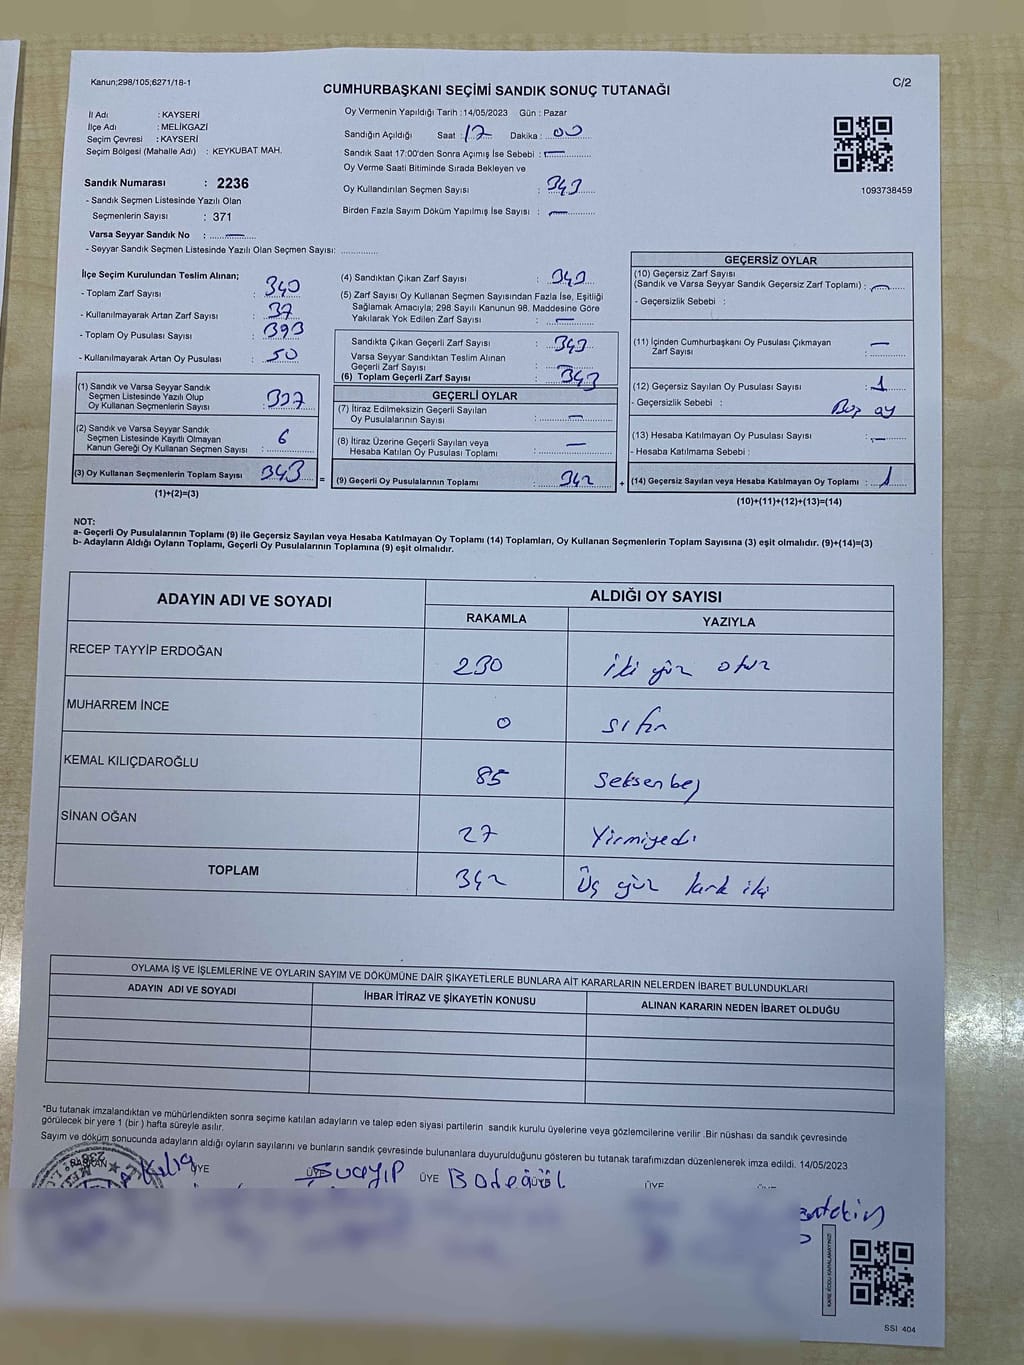 Kanun;298/105;6271/18-1
C/2
CUMHURBAŞKANI SEÇİMİ SANDIK SONUÇ TUTANAĞI
İl Adı : KAYSERİ
İlçe Adı : MELİKGAZİ
Seçim Çevresi : KAYSERİ
Seçim Bölgesi (Mahalle Adı) : KEYKUBAT MAH.
Sandık Numarası : 2236
- Sandık Seçmen Listesinde Yazılı Olan
Seçmenlerin Sayısı : 371
Varsa Seyyar Sandık No : —
- Seyyar Sandık Seçmen Listesinde Yazılı Olan Seçmen Sayısı:
Oy Vermenin Yapıldığı Tarih :14/05/2023 Gün : Pazar
Sandığın Açıldığı Saat : 17 Dakika : 00
Sandık Saat 17:00'den Sonra Açımış İse Sebebi : —
Oy Verme Saati Bitiminde Sırada Bekleyen ve
Oy Kullandırılan Seçmen Sayısı : 343
Birden Fazla Sayım Döküm Yapılmış İse Sayısı : —
1093738459
İlçe Seçim Kurulundan Teslim Alınan;
- Toplam Zarf Sayısı :
- Kullanılmayarak Artan Zarf Sayısı : 37
- Toplam Oy Pusulası Sayısı : 393
- Kullanılmayarak Artan Oy Pusulası : 50
(1) Sandık ve Varsa Seyyar Sandık
Seçmen Listesinde Yazılı Olup
Oy Kullanan Seçmenlerin Sayısı : 337
(2) Sandık ve Varsa Seyyar Sandık
Seçmen Listesinde Kayıtlı Olmayan
Kanun Gereği Oy Kullanan Seçmen Sayısı : 6
(3) Oy Kullanan Seçmenlerin Toplam Sayısı 343
(1)+(2)=(3)
(4) Sandıktan Çıkan Zarf Sayısı : 343
(5) Zarf Sayısı Oy Kullanan Seçmen Sayısından Fazla İse, Eşitliği
Sağlamak Amacıyla; 298 Sayılı Kanunun 98. Maddesine Göre
Yakılarak Yok Edilen Zarf Sayısı : —
Sandıkta Çıkan Geçerli Zarf Sayısı : 343
Varsa Seyyar Sandıktan Teslim Alınan
Geçerli Zarf Sayısı :
(6) Toplam Geçerli Zarf Sayısı : 343
GEÇERLİ OYLAR
(7) İtiraz Edilmeksizin Geçerli Sayılan
Oy Pusulalarının Sayısı : —
(8) İtiraz Üzerine Geçerli Sayılan veya
Hesaba Katılan Oy Pusulası Toplamı : —
= (9) Geçerli Oy Pusulalarının Toplamı : 342
GEÇERSİZ OYLAR
(10) Geçersiz Zarf Sayısı
(Sandık ve Varsa Seyyar Sandık Geçersiz Zarf Toplamı) : —
- Geçersizlik Sebebi :
(11) İçinden Cumhurbaşkanı Oy Pusulası Çıkmayan
Zarf Sayısı : —
(12) Geçersiz Sayılan Oy Pusulası Sayısı : 1
- Geçersizlik Sebebi : Boş oy
(13) Hesaba Katılmayan Oy Pusulası Sayısı : —
- Hesaba Katılmama Sebebi :
+ (14) Geçersiz Sayılan veya Hesaba Katılmayan Oy Toplamı : 1
(10)+(11)+(12)+(13)=(14)
NOT:
a- Geçerli Oy Pusulalarının Toplamı (9) ile Geçersiz Sayılan veya Hesaba Katılmayan Oy Toplamı (14) Toplamları, Oy Kullanan Seçmenlerin Toplam Sayısına (3) eşit olmalıdır. (9)+(14)=(3)
b- Adayların Aldığı Oyların Toplamı, Geçerli Oy Pusulalarının Toplamına (9) eşit olmalıdır.
ADAYIN ADI VE SOYADI
ALDIĞI OY SAYISI
RAKAMLA
YAZIYLA
RECEP TAYYİP ERDOĞAN 230 iki yüz otuz
MUHARREM İNCE 0 sıfır
KEMAL KILIÇDAROĞLU 85 Seksenbeş
SİNAN OĞAN 27 Yirmiyedi
TOPLAM 342 Üç yüz kırk iki
OYLAMA İŞ VE İŞLEMLERİNE VE OYLARIN SAYIM VE DÖKÜMÜNE DAİR ŞİKAYETLERLE BUNLARA AİT KARARLARIN NELERDEN İBARET BULUNDUKLARI
ADAYIN ADI VE SOYADI
İHBAR İTİRAZ VE ŞİKAYETİN KONUSU
ALINAN KARARIN NEDEN İBARET OLDUĞU
*Bu tutanak imzalandıktan ve mühürlendikten sonra seçime katılan adayların ve talep eden siyasi partilerin sandık kurulu üyelerine veya gözlemcilerine verilir .Bir nüshası da sandık çevresinde
görülecek bir yere 1 (bir ) hafta süreyle asılır.
Sayım ve döküm sonucunda adayların aldığı oyların sayılarını ve bunların sandık çevresinde bulunanlara duyurulduğunu gösteren bu tutanak tarafımızdan düzenlenerek imza edildi. 14/05/2023
BAŞKAN ÜYE ÜYE ÜYE ÜYE
Şuayıp
SSI 404